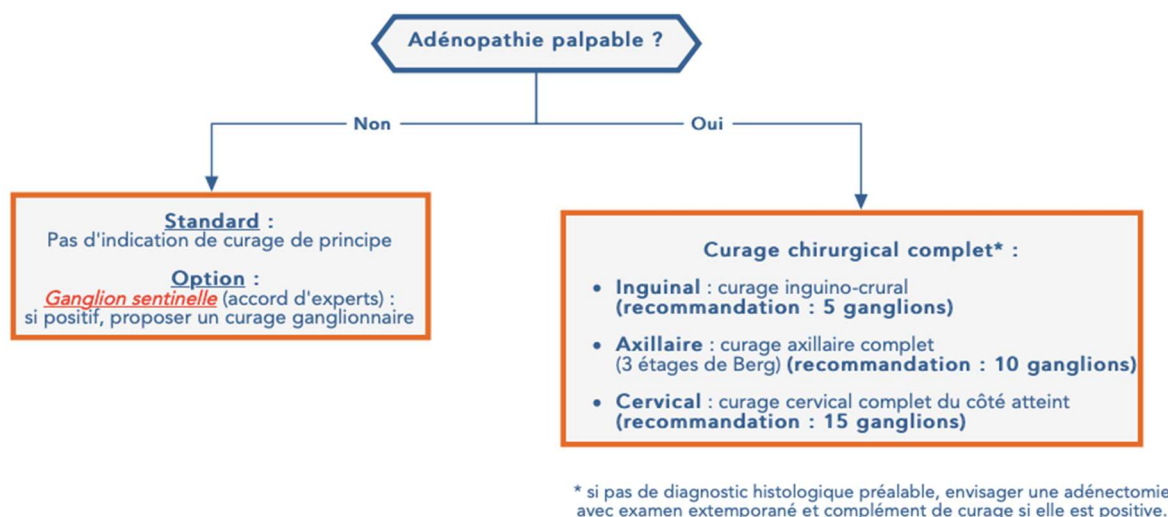 Adénopathie palpable ?
Non
Oui
Standard :
Pas d'indication de curage de principe
Option :
Ganglion sentinelle (accord d'experts) :
si positif, proposer un curage ganglionnaire
Curage chirurgical complet* :
• Inguinal : curage inguino-crural
(recommandation : 5 ganglions)
• Axillaire : curage axillaire complet
(3 étages de Berg) (recommandation : 10 ganglions)
• Cervical : curage cervical complet du côté atteint
(recommandation : 15 ganglions)
* si pas de diagnostic histologique préalable, envisager une adénectomie
avec examen extemporané et complément de curage si elle est positive.